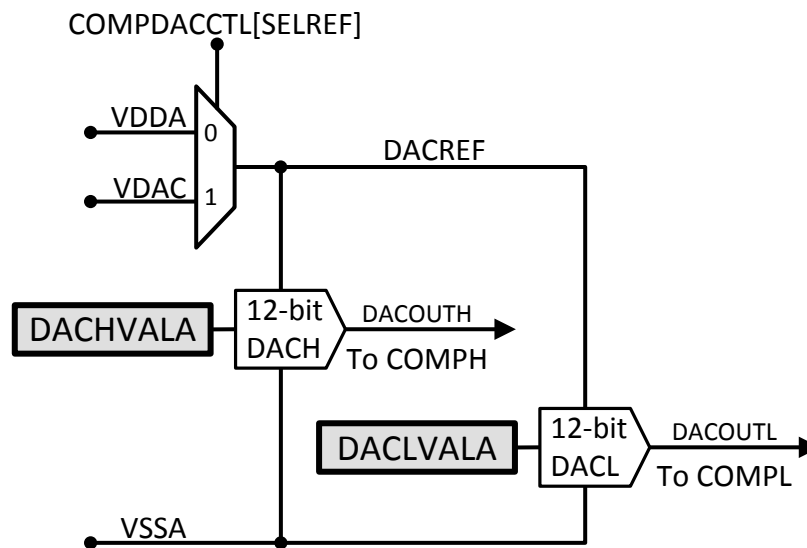 COMPDACCTL[SELREF]
VDDA
0
DACREF
VDAC
1
DACHVALA
12-bit
DACH
DACOUTH
To COMPH
DACLVALA
12-bit
DACL
DACOUTL
To COMPL
VSSA